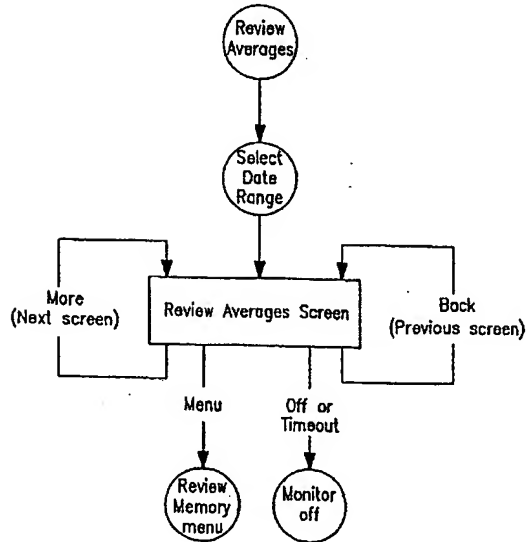 Review
Averages
Select
Date
Range
More
(Next screen)
Review Averages Screen
Back
(Previous screen)
Menu
Off or
Timeout
Review
Memory
menu
Monitor
off